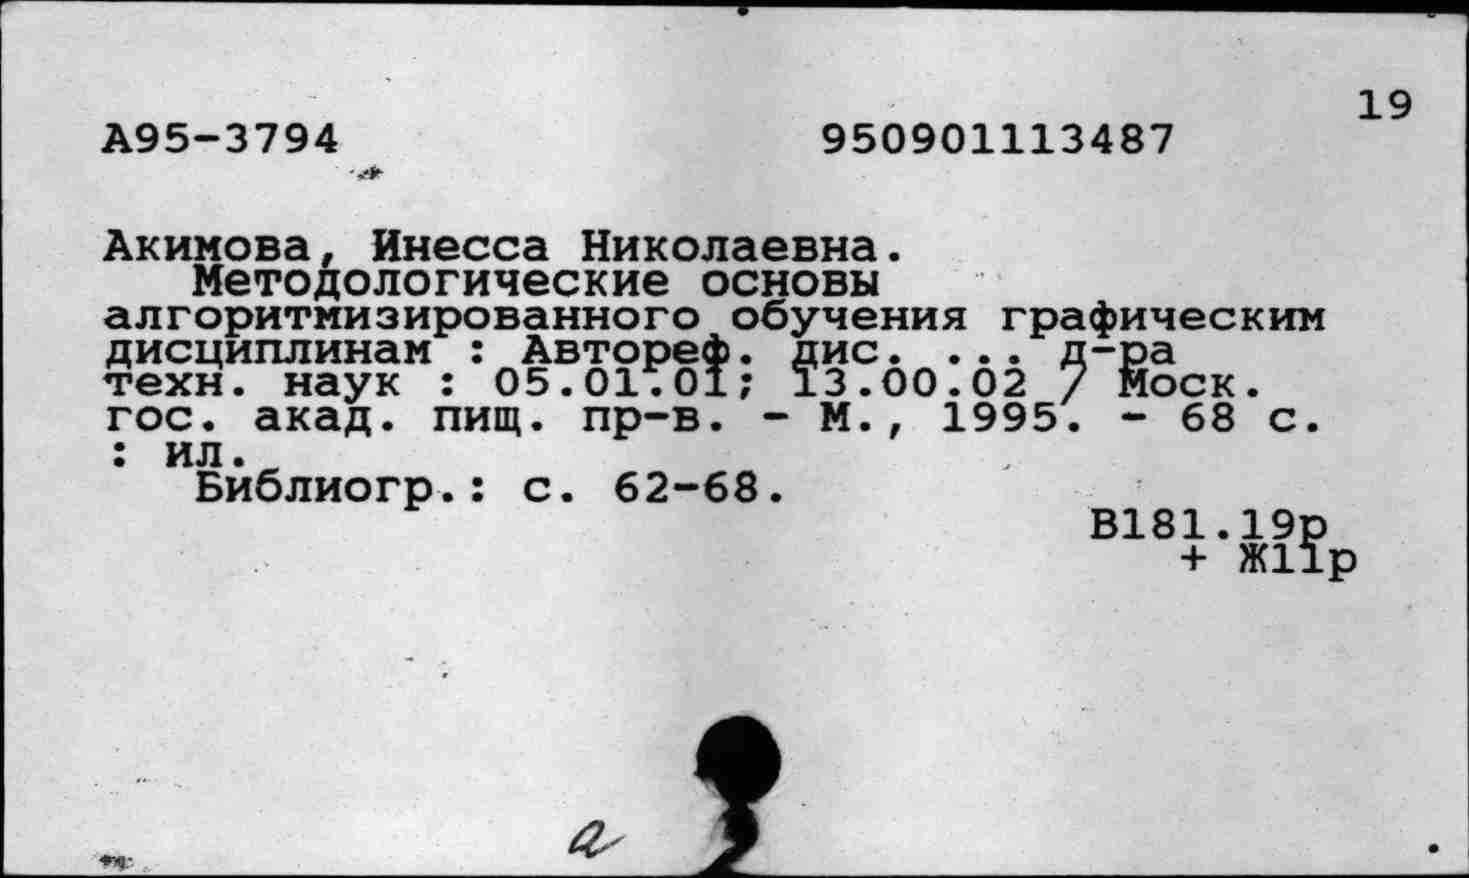 19
А95-3794 950901113487
Акимова, Инесса Николаевна.
Методологические основы
алгоритмизированного обучения графическим
дисциплинам : Автореф. дис. ... д-ра
техн. наук : 05.01.01; 13.00.02 / Моск.
гос. акад. пищ. пр-в. - М., 1995. - 68 с.
: ил.
Библиогр.: с. 62-68.
В181.19р
+ Ж11р
а